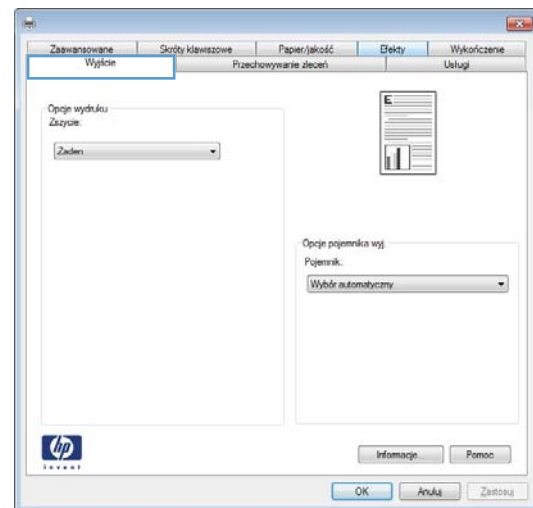 Zaawansowane Skróty klawiszowe Papier/jakość Efekty Wykończenie
Wyjście Przechowywanie zleceń Usługi
Opcje wydruku
Zszycie:
Żaden
E
Opcje pojemnika wyj.
Pojemnik:
Wybór automatyczny
hp
invent
Informacje... Pomoc
OK Anuluj Zastosuj